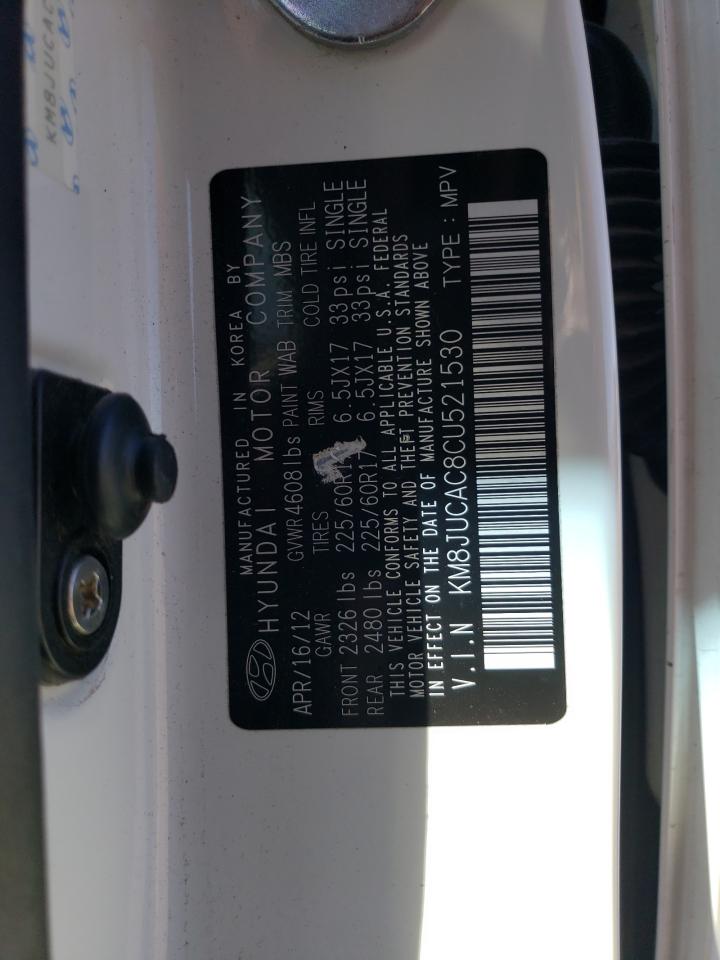 MANUFACTURED IN KOREA BY
HYUNDAI MOTOR COMPANY
APR/16/12 GVWR4608lbs PAINT WAB TRIM MBS
GAWR TIRES RIMS COLD TIRE INFL
FRONT 2326 lbs 225/60R17 6.5JX17 33psi SINGLE
REAR 2480 lbs 225/60R17 6.5JX17 33psi SINGLE
THIS VEHICLE CONFORMS TO ALL APPLICABLE U.S.A. FEDERAL
MOTOR VEHICLE SAFETY AND THEFT PREVENTION STANDARDS
IN EFFECT ON THE DATE OF MANUFACTURE SHOWN ABOVE
V.I.N KM8JUCAC8CU521530 TYPE : MPV
KM8JUCAC